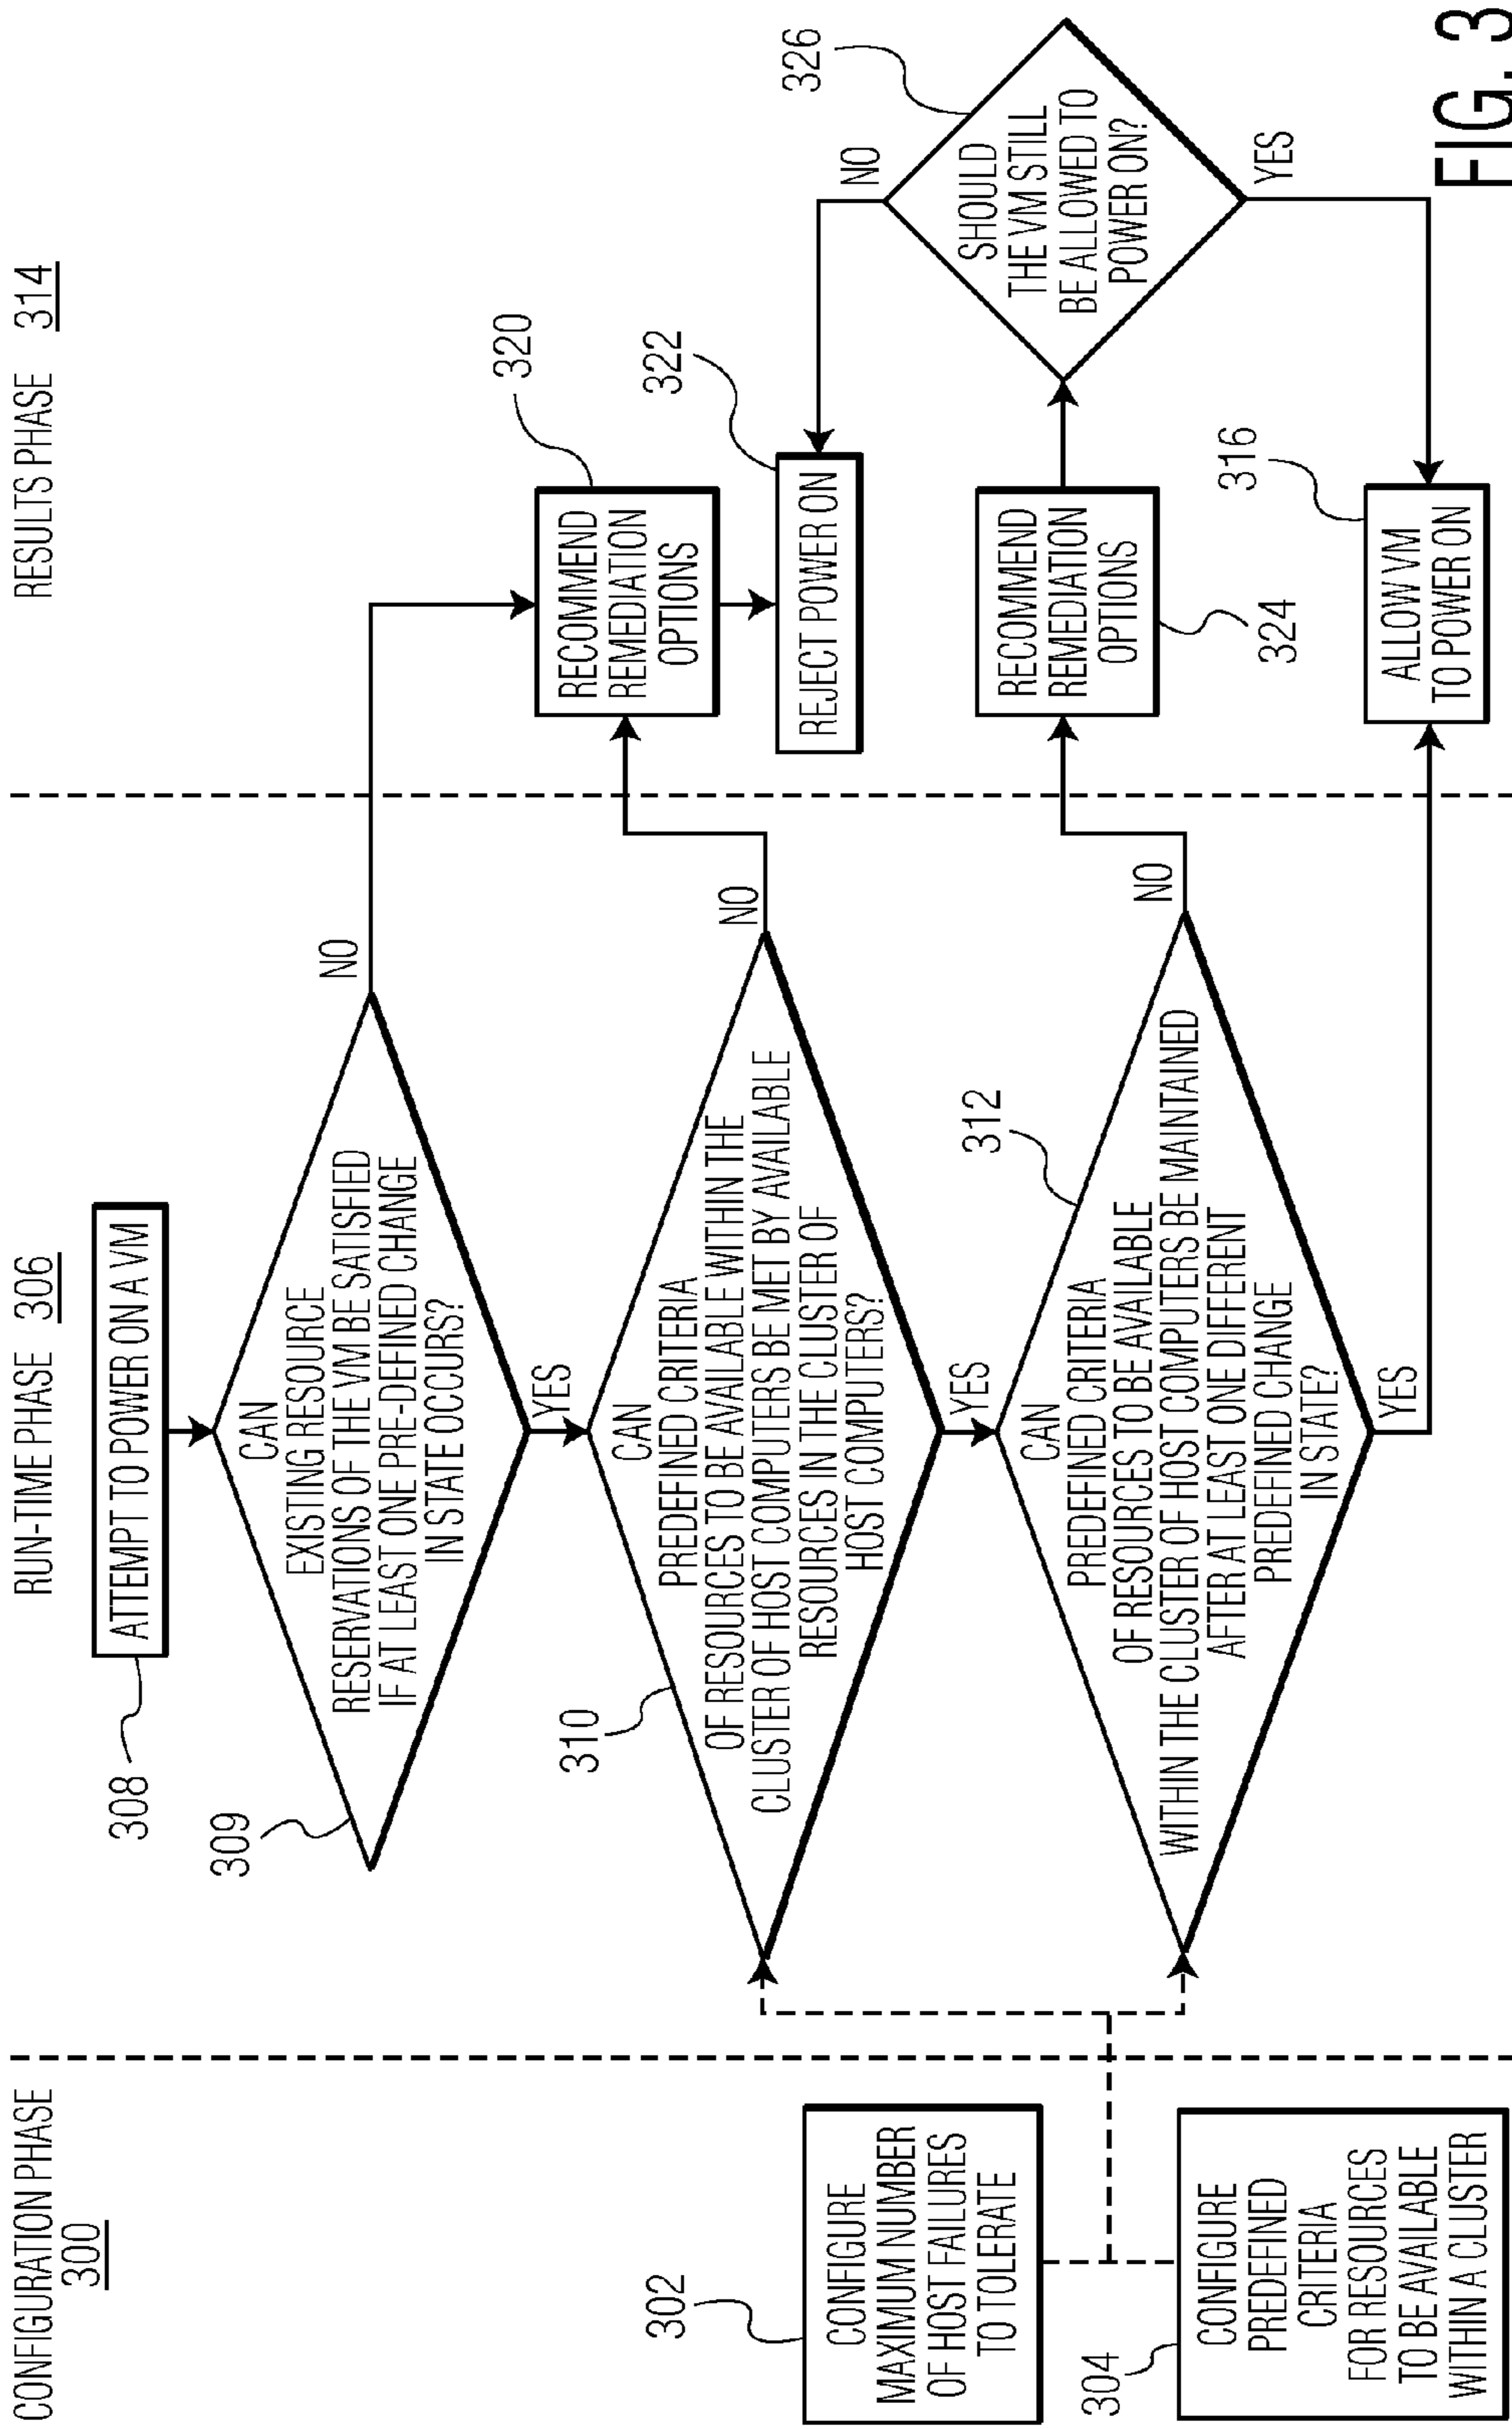 CONFIGURATION PHASE
300
302
CONFIGURE
MAXIMUM NUMBER
OF HOST FAILURES
TO TOLERATE
304
CONFIGURE
PREDEFINED
CRITERIA
FOR RESOURCES
TO BE AVAILABLE
WITHIN A CLUSTER
RUN-TIME PHASE 306
308
ATTEMPT TO POWER ON A VM
309
CAN
EXISTING RESOURCE
RESERVATIONS OF THE VM BE SATISFIED
IF AT LEAST ONE PRE-DEFINED CHANGE
IN STATE OCCURS?
NO
YES
310
CAN
PREDEFINED CRITERIA
OF RESOURCES TO BE AVAILABLE WITHIN THE
CLUSTER OF HOST COMPUTERS BE MET BY AVAILABLE
RESOURCES IN THE CLUSTER OF
HOST COMPUTERS?
NO
YES
312
CAN
PREDEFINED CRITERIA
OF RESOURCES TO BE AVAILABLE
WITHIN THE CLUSTER OF HOST COMPUTERS BE MAINTAINED
AFTER AT LEAST ONE DIFFERENT
PREDEFINED CHANGE
IN STATE?
NO
YES
RESULTS PHASE 314
320
RECOMMEND
REMEDIATION
OPTIONS
322
REJECT POWER ON
RECOMMEND
REMEDIATION
OPTIONS
324
326
SHOULD
THE VM STILL
BE ALLOWED TO
POWER ON?
NO
YES
316
ALLOW VM
TO POWER ON
FIG. 3